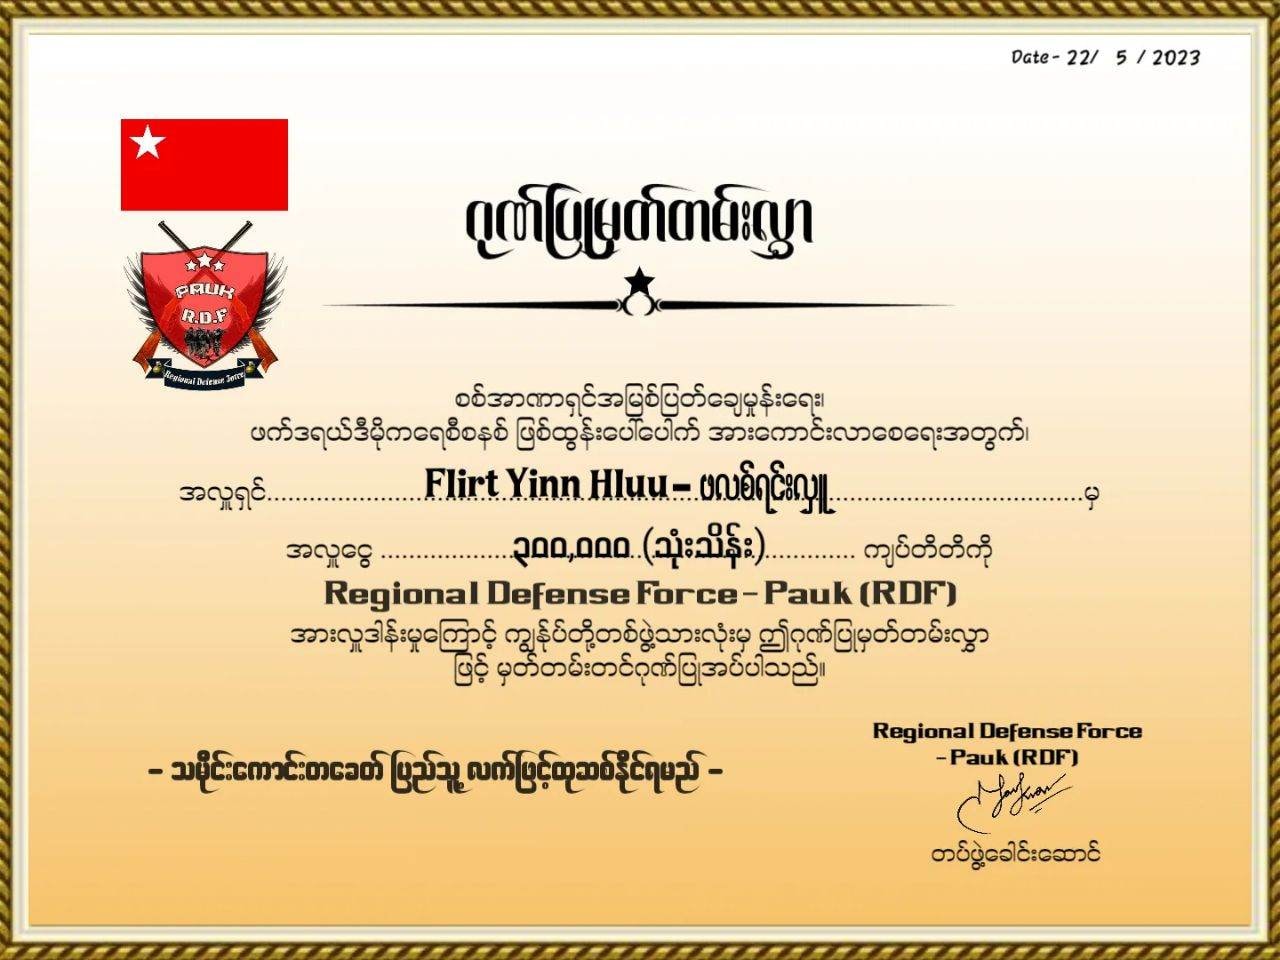 Date - 22/ 5 / 2023
ဂုဏ်ပြုမှတ်တမ်းလွှာ
PAUK
R.D.F
Regional Defense Force
စစ်အာဏာရှင်အမြစ်ပြတ်ချေမှုန်းရေး၊
ဖက်ဒရယ်ဒီမိုကရေစီစနစ် ဖြစ်ထွန်းပေါ်ပေါက် အားကောင်းလာစေရေးအတွက်၊
အလှူရှင်........Flirt Yinn Hluu – ဖလစ်ရင်းလှူ........မှ
အလှူငွေ ........၃၀၀,၀၀၀ (သုံးသိန်း)........ ကျပ်တိတိကို
Regional Defense Force – Pauk (RDF)
အားလှူဒါန်းမှုကြောင့် ကျွန်ုပ်တို့တစ်ဖွဲ့သားလုံးမှ ဤဂုဏ်ပြုမှတ်တမ်းလွှာ
ဖြင့် မှတ်တမ်းတင်ဂုဏ်ပြုအပ်ပါသည်။
– သမိုင်းကောင်းတခေတ် ပြည်သူ့ လက်ဖြင့်ထုဆစ်နိုင်ရမည် –
Regional Defense Force
– Pauk (RDF)
တပ်ဖွဲ့ခေါင်းဆောင်